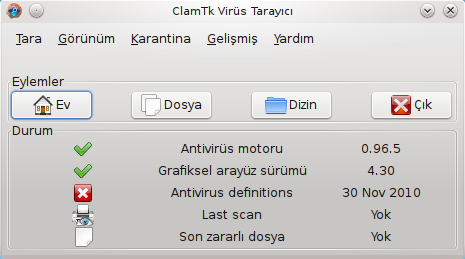 ClamTk Virüs Tarayıcı
Tara Görünüm Karantina Gelişmiş Yardım
Eylemler
Ev Dosya Dizin Çık
Durum
Antivirüs motoru 0.96.5
Grafiksel arayüz sürümü 4.30
Antivirus definitions 30 Nov 2010
Last scan Yok
Son zararlı dosya Yok